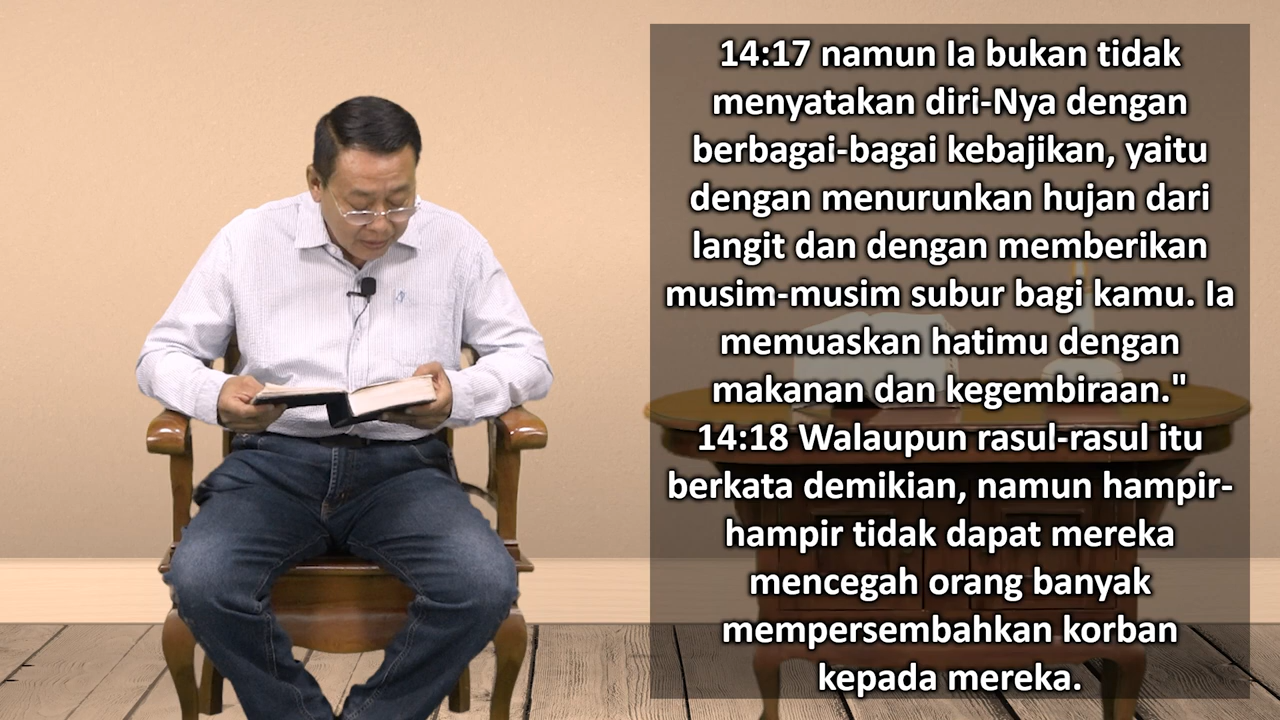 14:17 namun Ia bukan tidak
menyatakan diri-Nya dengan
berbagai-bagai kebajikan, yaitu
dengan menurunkan hujan dari
langit dan dengan memberikan
musim-musim subur bagi kamu. Ia
memuaskan hatimu dengan
makanan dan kegembiraan."
14:18 Walaupun rasul-rasul itu
berkata demikian, namun hampir-
hampir tidak dapat mereka
mencegah orang banyak
mempersembahkan korban
kepada mereka.